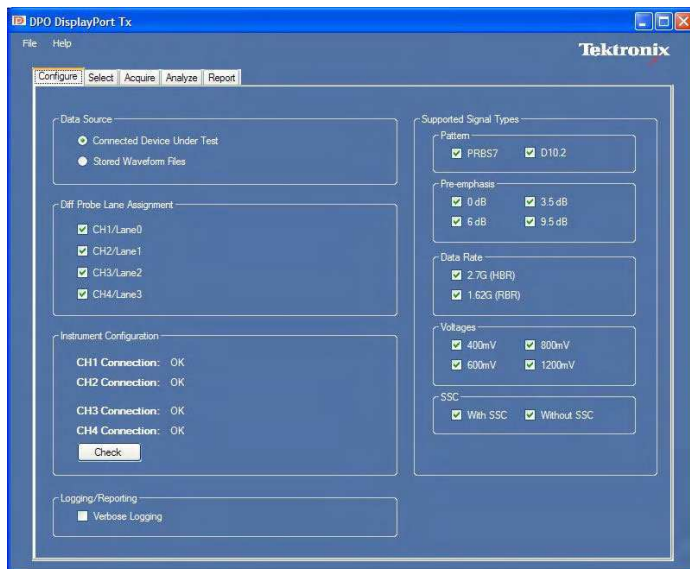 DPO DisplayPort Tx
File Help
Tektronix
Configure Select Acquire Analyze Report
Data Source
Connected Device Under Test
Stored Waveform Files
Diff Probe Lane Assignment
CH1/Lane0
CH2/Lane1
CH3/Lane2
CH4/Lane3
Instrument Configuration
CH1 Connection: OK
CH2 Connection: OK
CH3 Connection: OK
CH4 Connection: OK
Check
Logging/Reporting
Verbose Logging
Supported Signal Types
Pattern
PRBS7 D10.2
Pre-emphasis
0 dB 3.5 dB
6 dB 9.5 dB
Data Rate
2.7G (HBR)
1.62G (RBR)
Voltages
400mV 800mV
600mV 1200mV
SSC
With SSC Without SSC